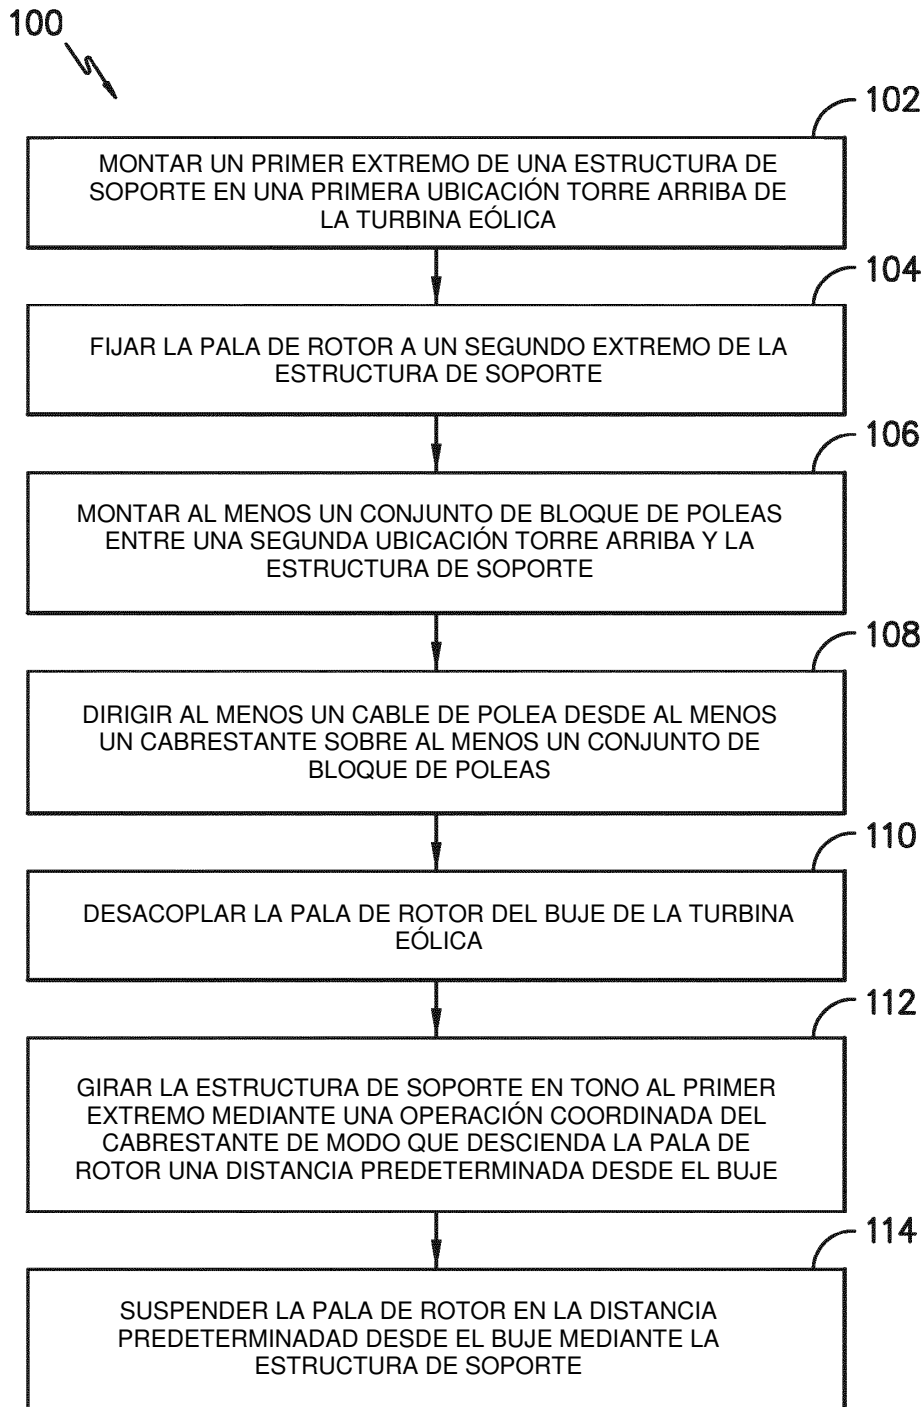 100
102
MONTAR UN PRIMER EXTREMO DE UNA ESTRUCTURA DE
SOPORTE EN UNA PRIMERA UBICACIÓN TORRE ARRIBA DE
LA TURBINA EÓLICA
104
FIJAR LA PALA DE ROTOR A UN SEGUNDO EXTREMO DE LA
ESTRUCTURA DE SOPORTE
106
MONTAR AL MENOS UN CONJUNTO DE BLOQUE DE POLEAS
ENTRE UNA SEGUNDA UBICACIÓN TORRE ARRIBA Y LA
ESTRUCTURA DE SOPORTE
108
DIRIGIR AL MENOS UN CABLE DE POLEA DESDE AL MENOS
UN CABRESTANTE SOBRE AL MENOS UN CONJUNTO DE
BLOQUE DE POLEAS
110
DESACOPLAR LA PALA DE ROTOR DEL BUJE DE LA TURBINA
EÓLICA
112
GIRAR LA ESTRUCTURA DE SOPORTE EN TONO AL PRIMER
EXTREMO MEDIANTE UNA OPERACIÓN COORDINADA DEL
CABRESTANTE DE MODO QUE DESCIENDA LA PALA DE
ROTOR UNA DISTANCIA PREDETERMINADA DESDE EL BUJE
114
SUSPENDER LA PALA DE ROTOR EN LA DISTANCIA
PREDETERMINADAD DESDE EL BUJE MEDIANTE LA
ESTRUCTURA DE SOPORTE